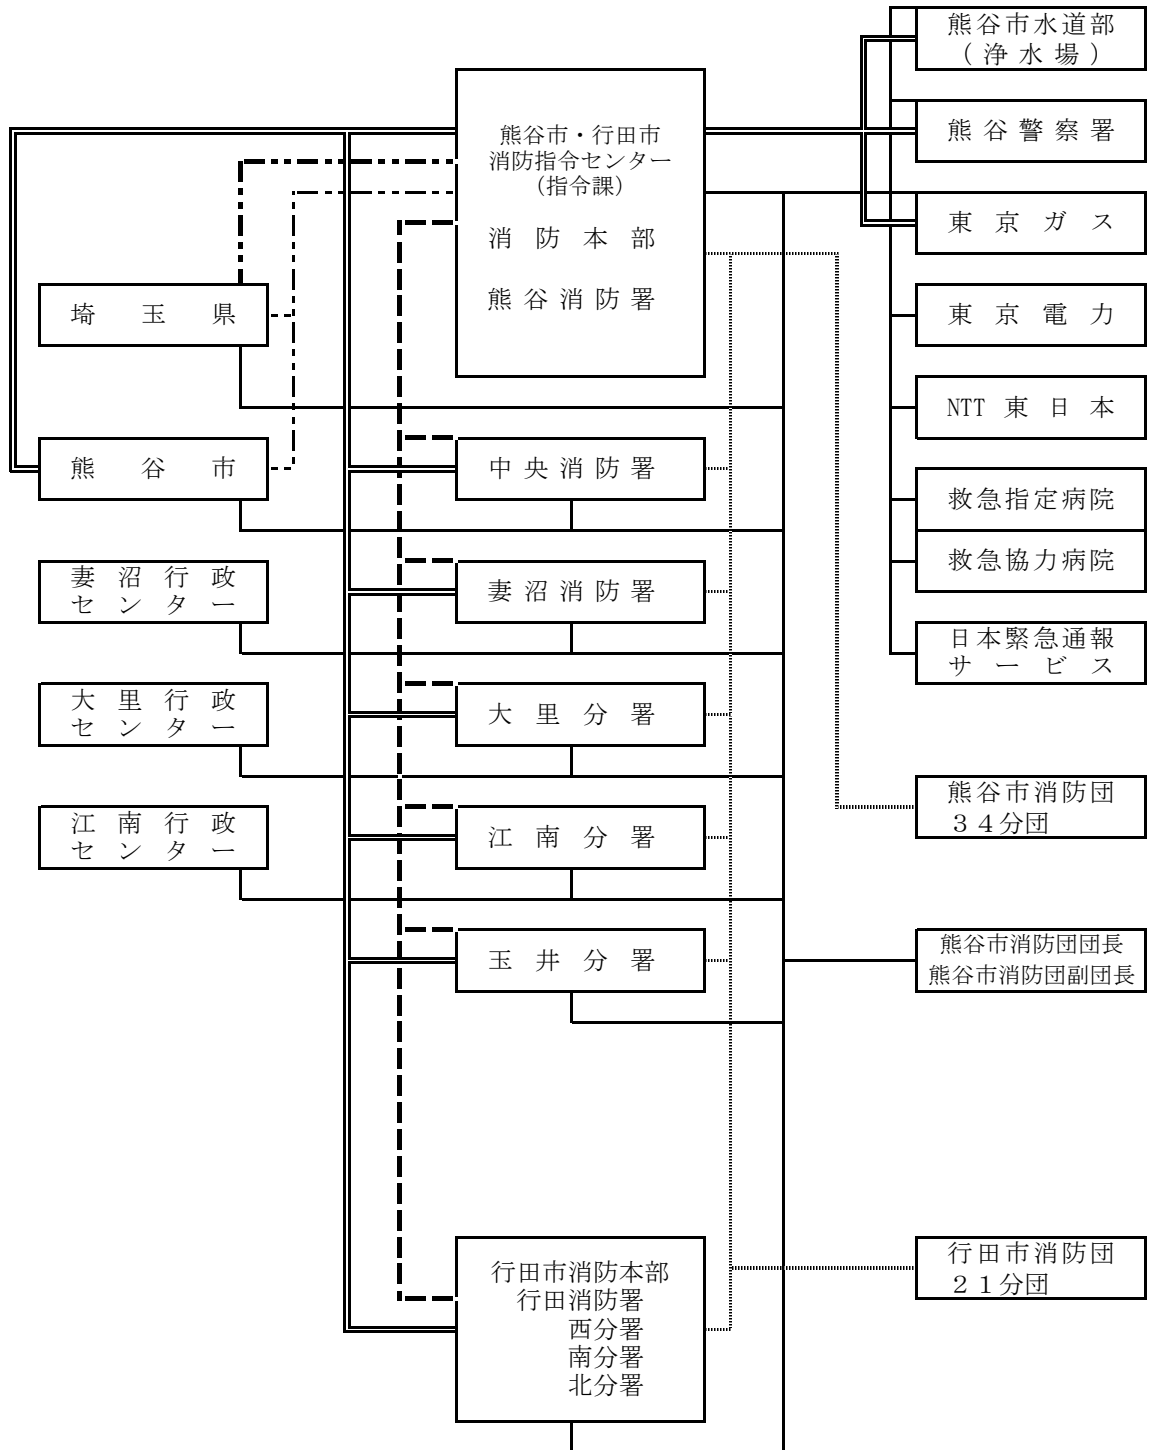 熊谷市・行田市
消防指令センター
（指令課）
消防本部
熊谷消防署
埼玉県
熊谷市
妻沼行政
センター
大里行政
センター
江南行政
センター
中央消防署
妻沼消防署
大里分署
江南分署
玉井分署
行田市消防本部
行田消防署
西分署
南分署
北分署
熊谷市水道部
（浄水場）
熊谷警察署
東京ガス
東京電力
NTT東日本
救急指定病院
救急協力病院
日本緊急通報
サービス
熊谷市消防団
３４分団
熊谷市消防団団長
熊谷市消防団副団長
行田市消防団
２１分団